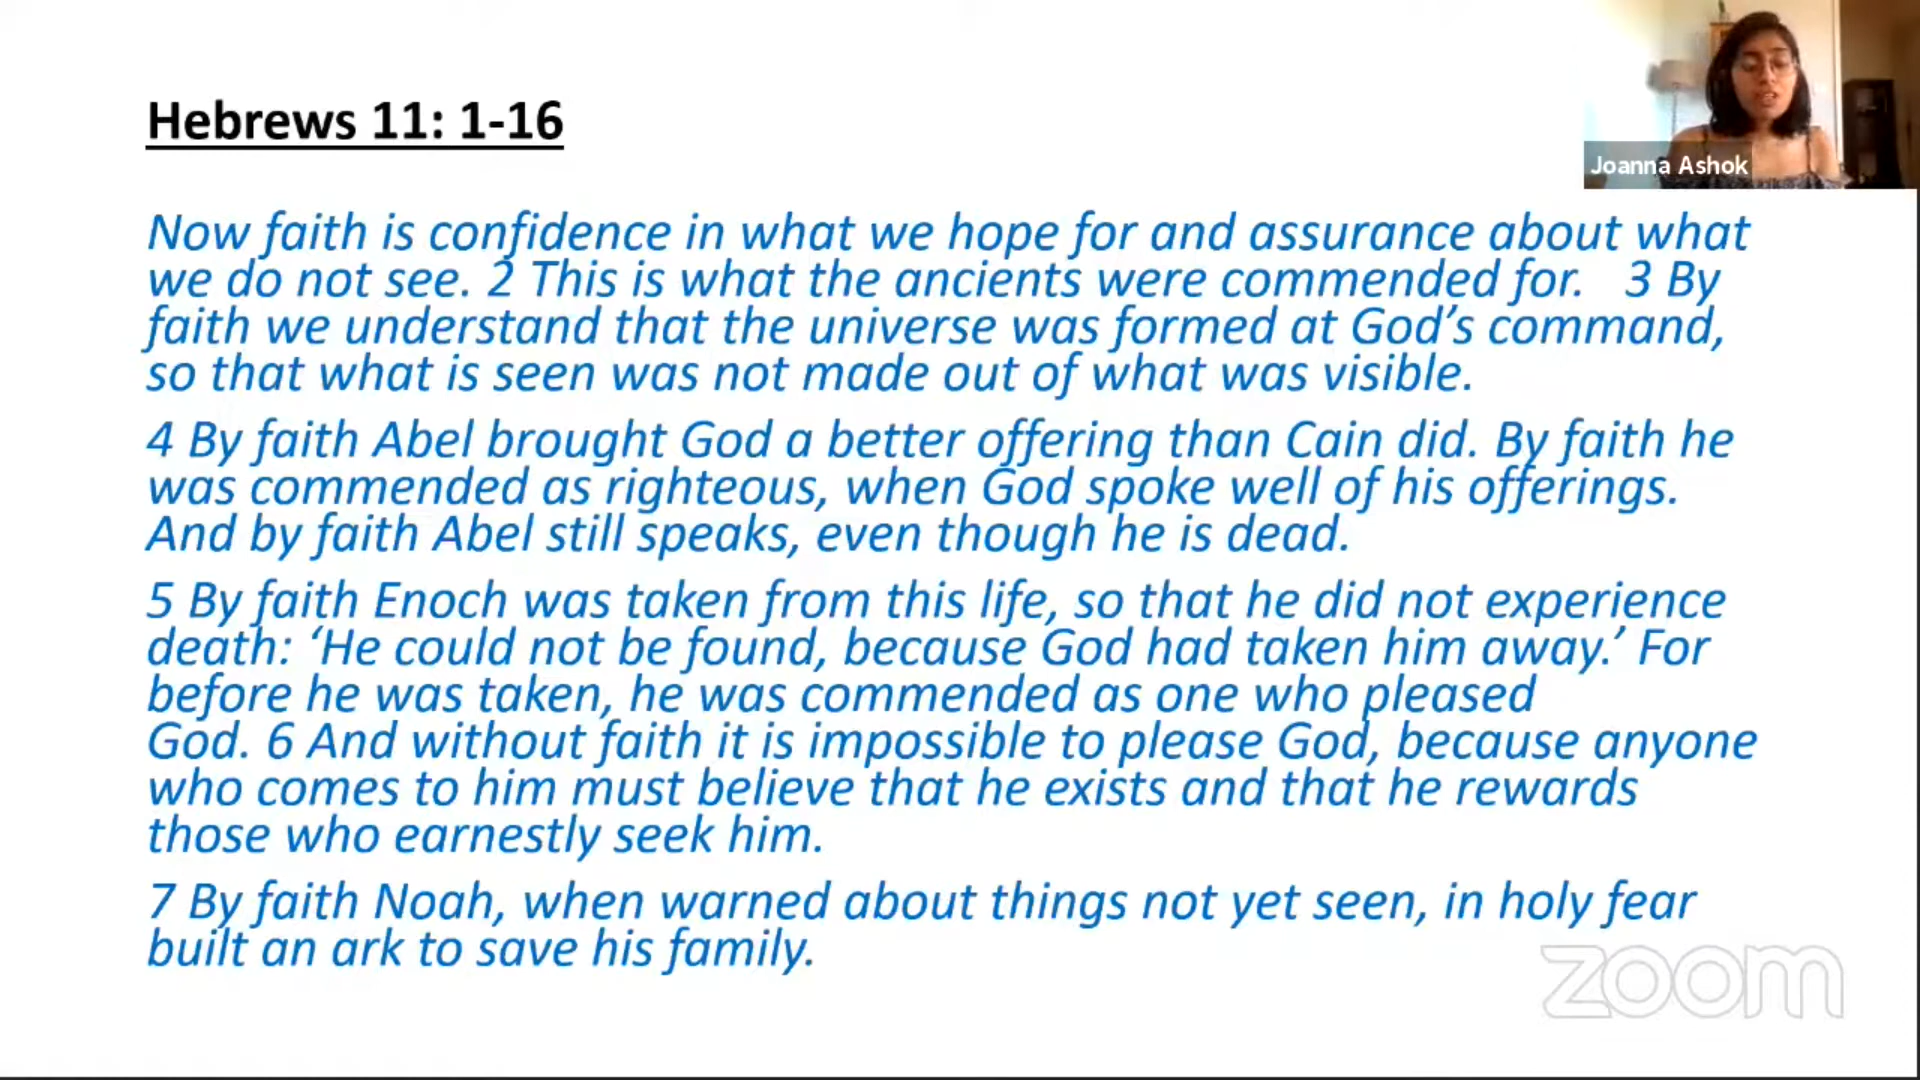 Hebrews 11: 1-16
Joanna Ashok
Now faith is confidence in what we hope for and assurance about what
we do not see. 2 This is what the ancients were commended for.   3 By
faith we understand that the universe was formed at God’s command,
so that what is seen was not made out of what was visible.
4 By faith Abel brought God a better offering than Cain did. By faith he
was commended as righteous, when God spoke well of his offerings.
And by faith Abel still speaks, even though he is dead.
5 By faith Enoch was taken from this life, so that he did not experience
death: ‘He could not be found, because God had taken him away.’ For
before he was taken, he was commended as one who pleased
God. 6 And without faith it is impossible to please God, because anyone
who comes to him must believe that he exists and that he rewards
those who earnestly seek him.
7 By faith Noah, when warned about things not yet seen, in holy fear
built an ark to save his family.
zoom